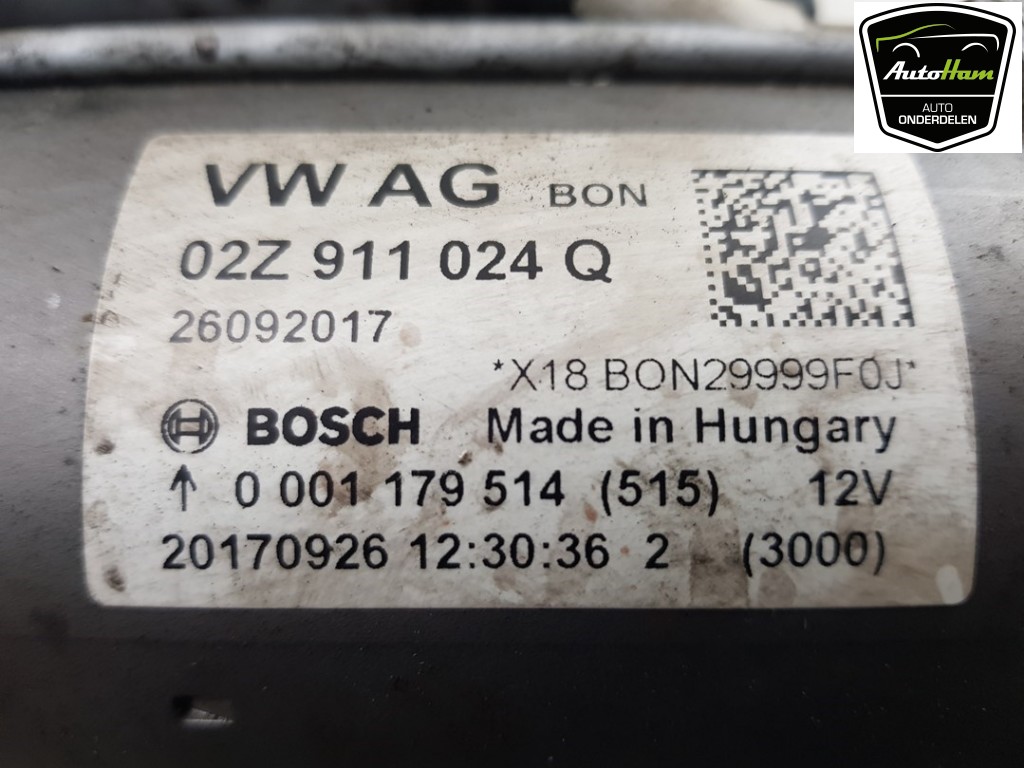 AutoHam
AUTO
ONDERDELEN
VW AG BON
02Z 911 024 Q
26092017
*X18 BON29999F0J*
BOSCH Made in Hungary
↑ 0 001 179 514 (515) 12V
20170926 12:30:36 2 (3000)